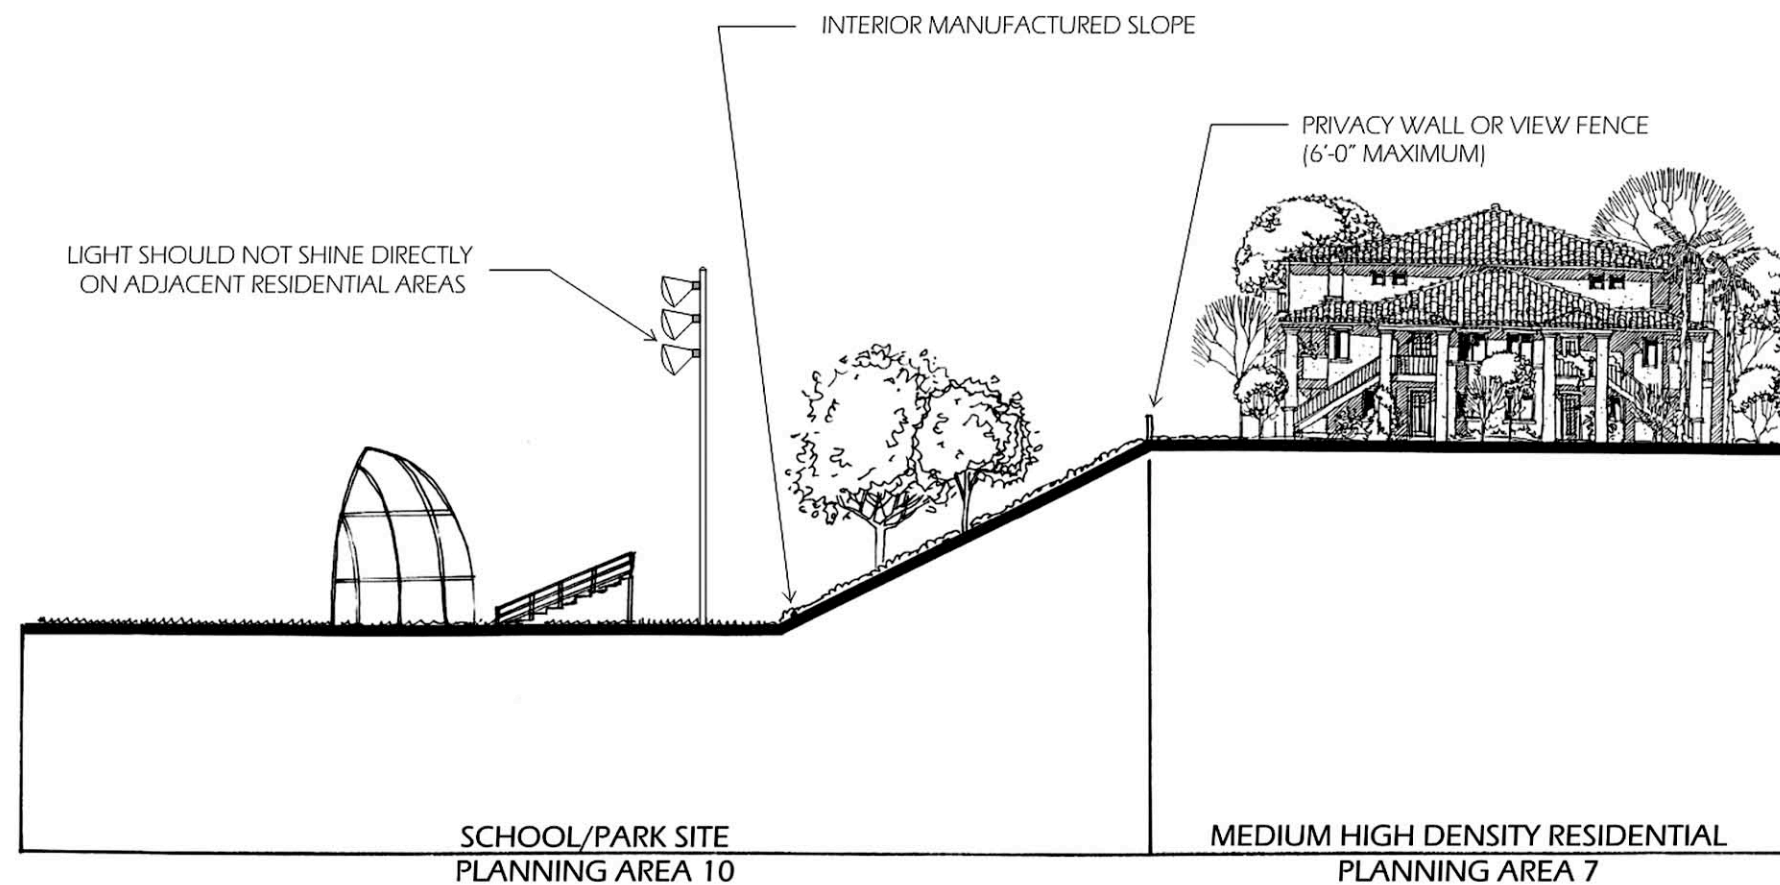 INTERIOR MANUFACTURED SLOPE
PRIVACY WALL OR VIEW FENCE
(6'-0" MAXIMUM)
LIGHT SHOULD NOT SHINE DIRECTLY
ON ADJACENT RESIDENTIAL AREAS
SCHOOL/PARK SITE
PLANNING AREA 10
MEDIUM HIGH DENSITY RESIDENTIAL
PLANNING AREA 7